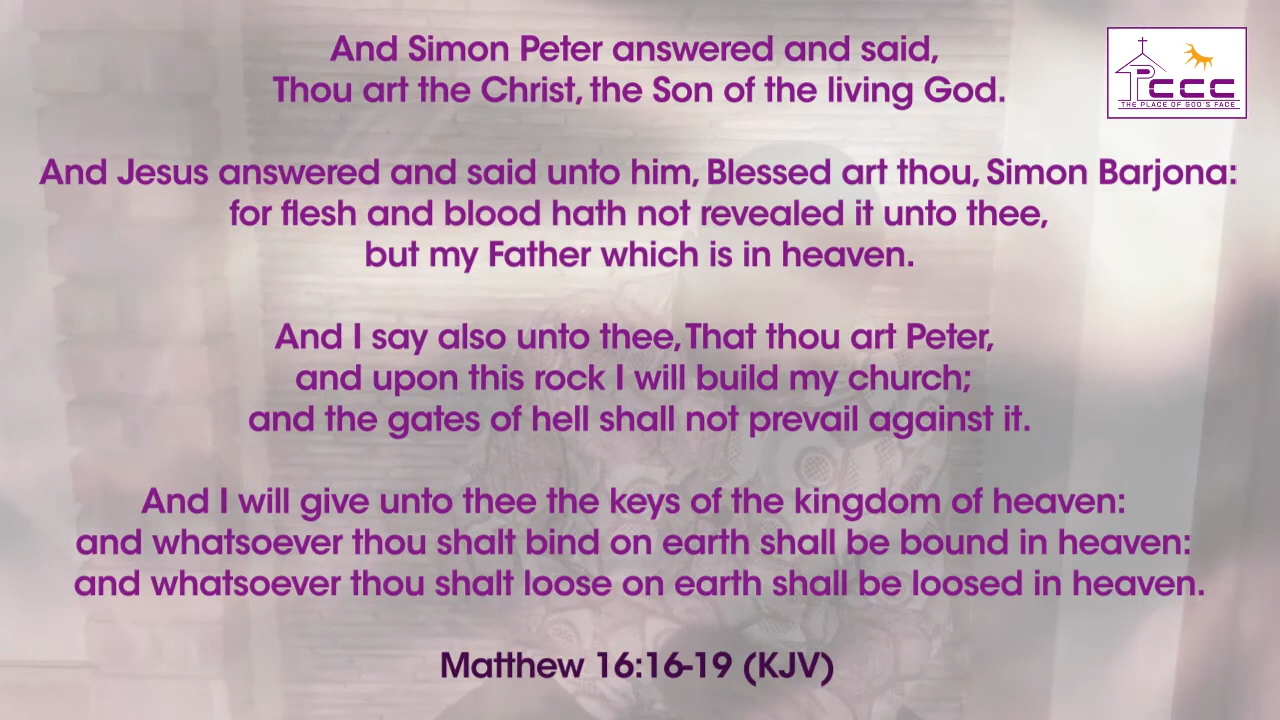 And Simon Peter answered and said,
Thou art the Christ, the Son of the living God.
PCCC
THE PLACE OF GOD'S FACE
And Jesus answered and said unto him, Blessed art thou, Simon Barjona:
for flesh and blood hath not revealed it unto thee,
but my Father which is in heaven.
And I say also unto thee, That thou art Peter,
and upon this rock I will build my church;
and the gates of hell shall not prevail against it.
And I will give unto thee the keys of the kingdom of heaven:
and whatsoever thou shalt bind on earth shall be bound in heaven:
and whatsoever thou shalt loose on earth shall be loosed in heaven.
Matthew 16:16-19 (KJV)